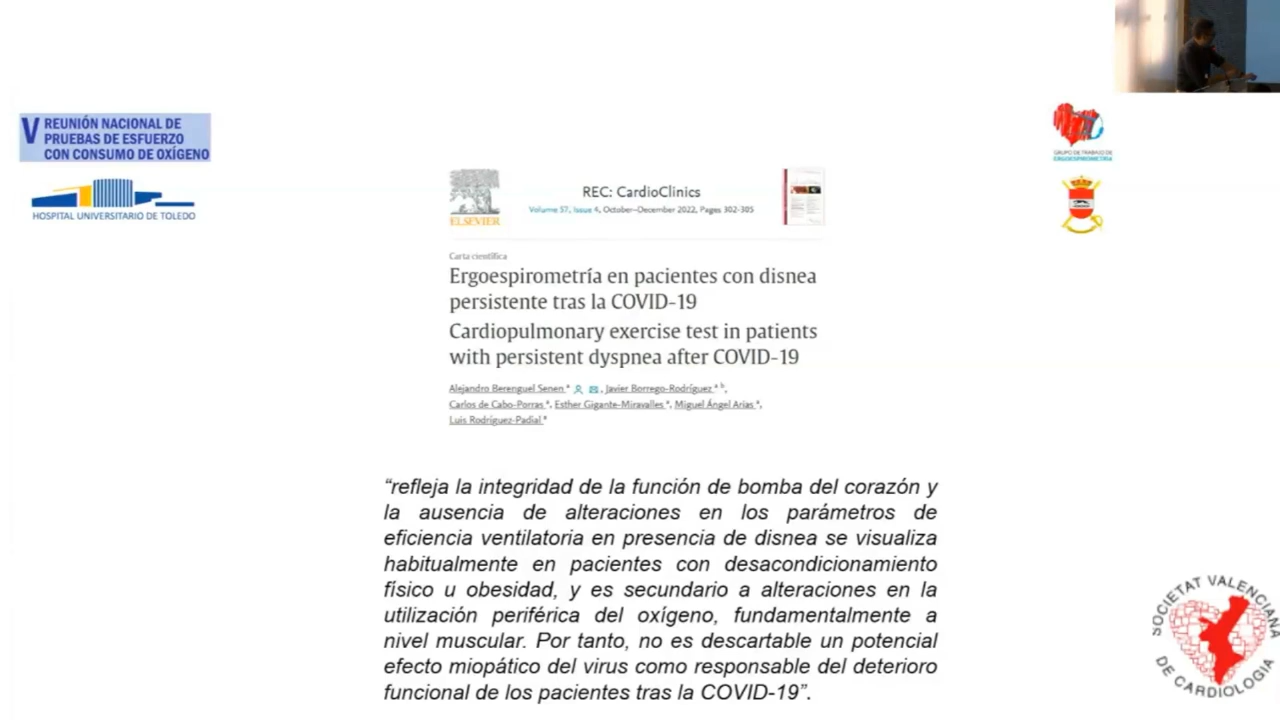 V REUNIÓN NACIONAL DE
PRUEBAS DE ESFUERZO
CON CONSUMO DE OXÍGENO
HOSPITAL UNIVERSITARIO DE TOLEDO
GRUPO DE TRABAJO DE
ERGOESPIROMETRIA
ELSEVIER
REC: CardioClinics
Volume 57, Issue 4, October–December 2022, Pages 302-305
Carta científica
Ergoespirometría en pacientes con disnea
persistente tras la COVID-19
Cardiopulmonary exercise test in patients
with persistent dyspnea after COVID-19
Alejandro Berenguel Senen ª, Javier Borrego-Rodríguez ª ᵇ,
Carlos de Cabo-Porras ª, Esther Gigante-Miravalles ª, Miguel Ángel Arias ª,
Luis Rodríguez-Padial ª
“refleja la integridad de la función de bomba del corazón y
la ausencia de alteraciones en los parámetros de
eficiencia ventilatoria en presencia de disnea se visualiza
habitualmente en pacientes con desacondicionamiento
físico u obesidad, y es secundario a alteraciones en la
utilización periférica del oxígeno, fundamentalmente a
nivel muscular. Por tanto, no es descartable un potencial
efecto miopático del virus como responsable del deterioro
funcional de los pacientes tras la COVID-19”.
SOCIETAT VALENCIANA
DE CARDIOLOGIA